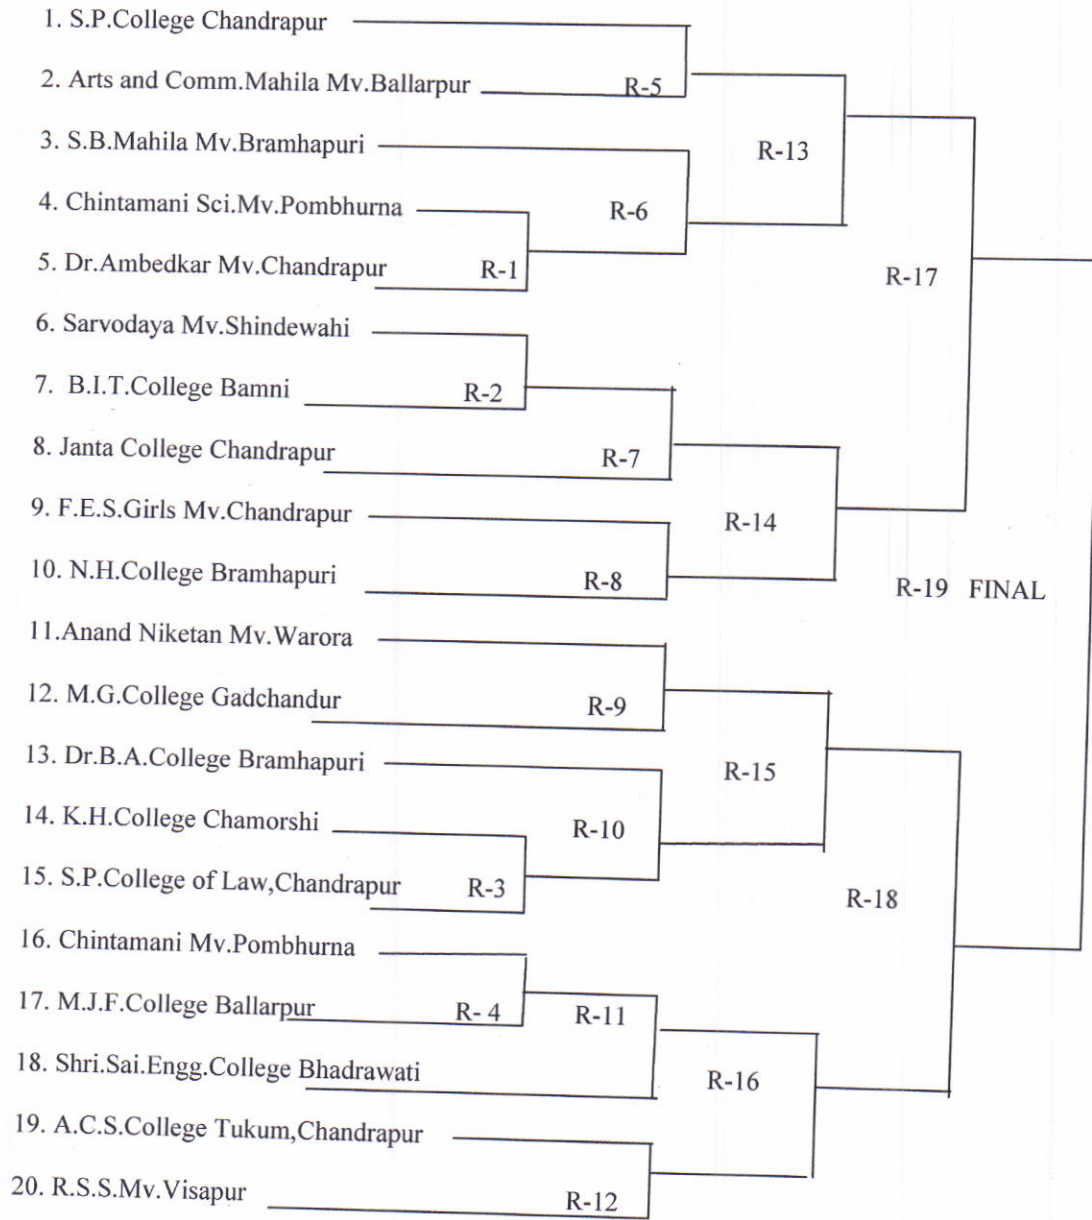 1. S.P.College Chandrapur
2. Arts and Comm.Mahila Mv.Ballarpur R-5
3. S.B.Mahila Mv.Bramhapuri R-13
4. Chintamani Sci.Mv.Pombhurna R-6
5. Dr.Ambedkar Mv.Chandrapur R-1 R-17
6. Sarvodaya Mv.Shindewahi
7. B.I.T.College Bamni R-2
8. Janta College Chandrapur R-7
9. F.E.S.Girls Mv.Chandrapur R-14
10. N.H.College Bramhapuri R-8 R-19 FINAL
11.Anand Niketan Mv.Warora
12. M.G.College Gadchandur R-9
13. Dr.B.A.College Bramhapuri R-15
14. K.H.College Chamorshi R-10
15. S.P.College of Law,Chandrapur R-3 R-18
16. Chintamani Mv.Pombhurna
17. M.J.F.College Ballarpur R- 4 R-11
18. Shri.Sai.Engg.College Bhadrawati R-16
19. A.C.S.College Tukum,Chandrapur
20. R.S.S.Mv.Visapur R-12